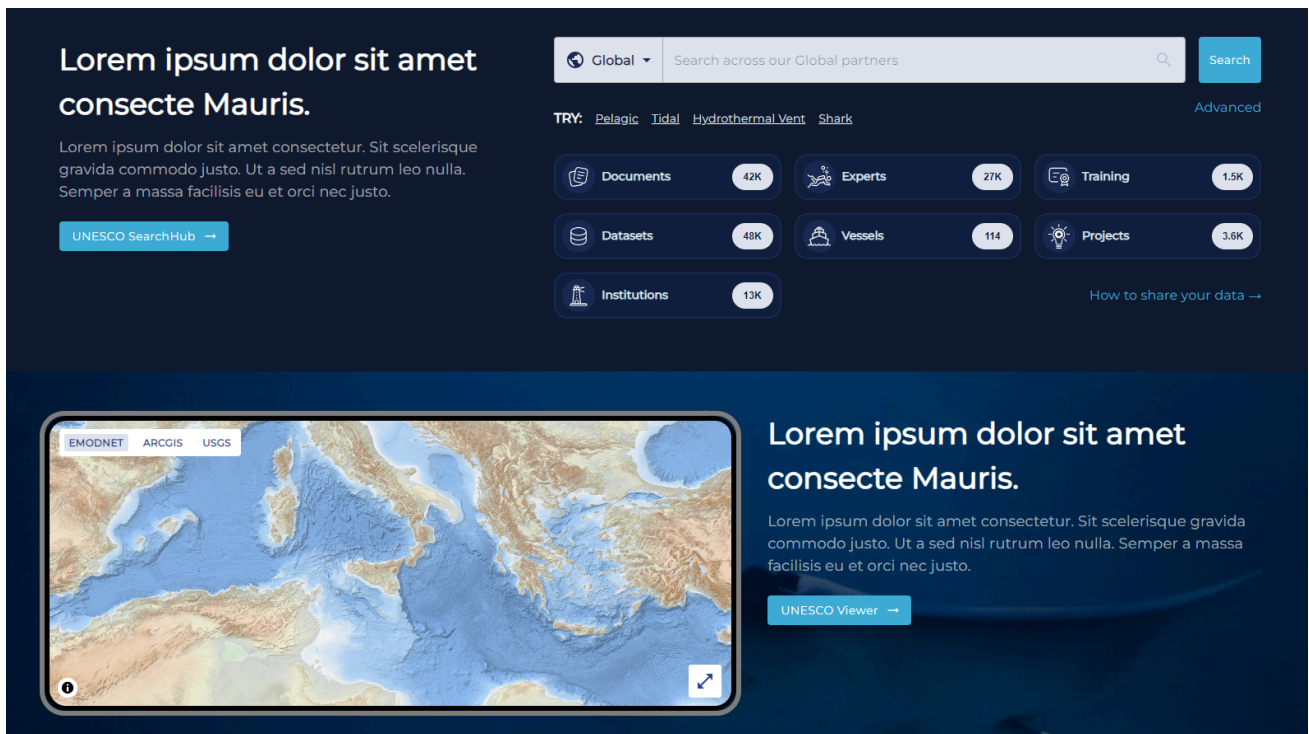 Lorem ipsum dolor sit amet
consecte Mauris.
Lorem ipsum dolor sit amet consectetur. Sit scelerisque
gravida commodo justo. Ut a sed nisl rutrum leo nulla.
Semper a massa facilisis eu et orci nec justo.
UNESCO SearchHub →
Global
Search across our Global partners
Search
Advanced
TRY: Pelagic Tidal Hydrothermal Vent Shark
Documents 42K
Experts 27K
Training 1.5K
Datasets 48K
Vessels 114
Projects 3.6K
Institutions 13K
How to share your data →
EMODNET ARCGIS USGS
Lorem ipsum dolor sit amet
consecte Mauris.
Lorem ipsum dolor sit amet consectetur. Sit scelerisque gravida
commodo justo. Ut a sed nisl rutrum leo nulla. Semper a massa
facilisis eu et orci nec justo.
UNESCO Viewer →